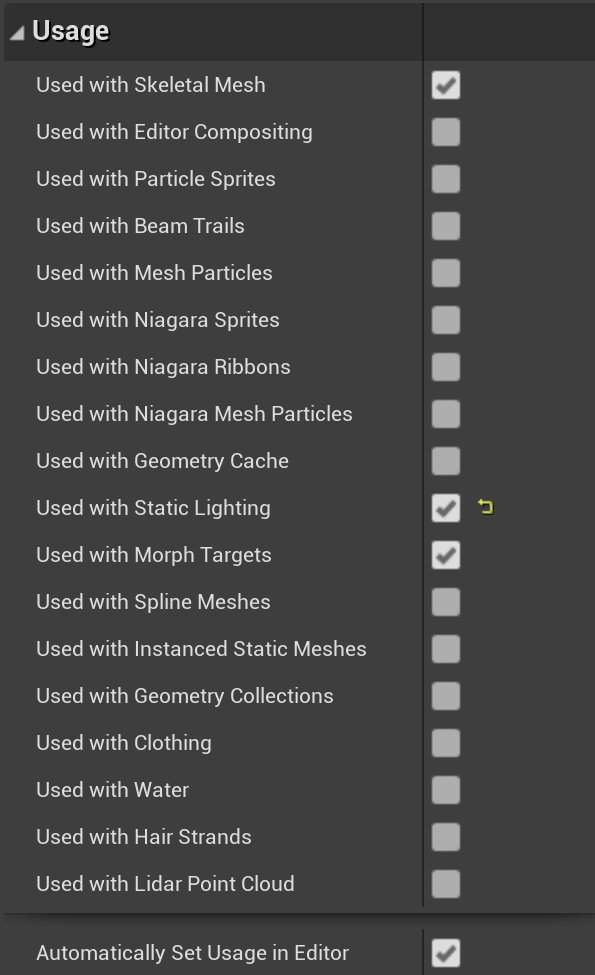 Usage
Used with Skeletal Mesh
Used with Editor Compositing
Used with Particle Sprites
Used with Beam Trails
Used with Mesh Particles
Used with Niagara Sprites
Used with Niagara Ribbons
Used with Niagara Mesh Particles
Used with Geometry Cache
Used with Static Lighting
Used with Morph Targets
Used with Spline Meshes
Used with Instanced Static Meshes
Used with Geometry Collections
Used with Clothing
Used with Water
Used with Hair Strands
Used with Lidar Point Cloud
Automatically Set Usage in Editor